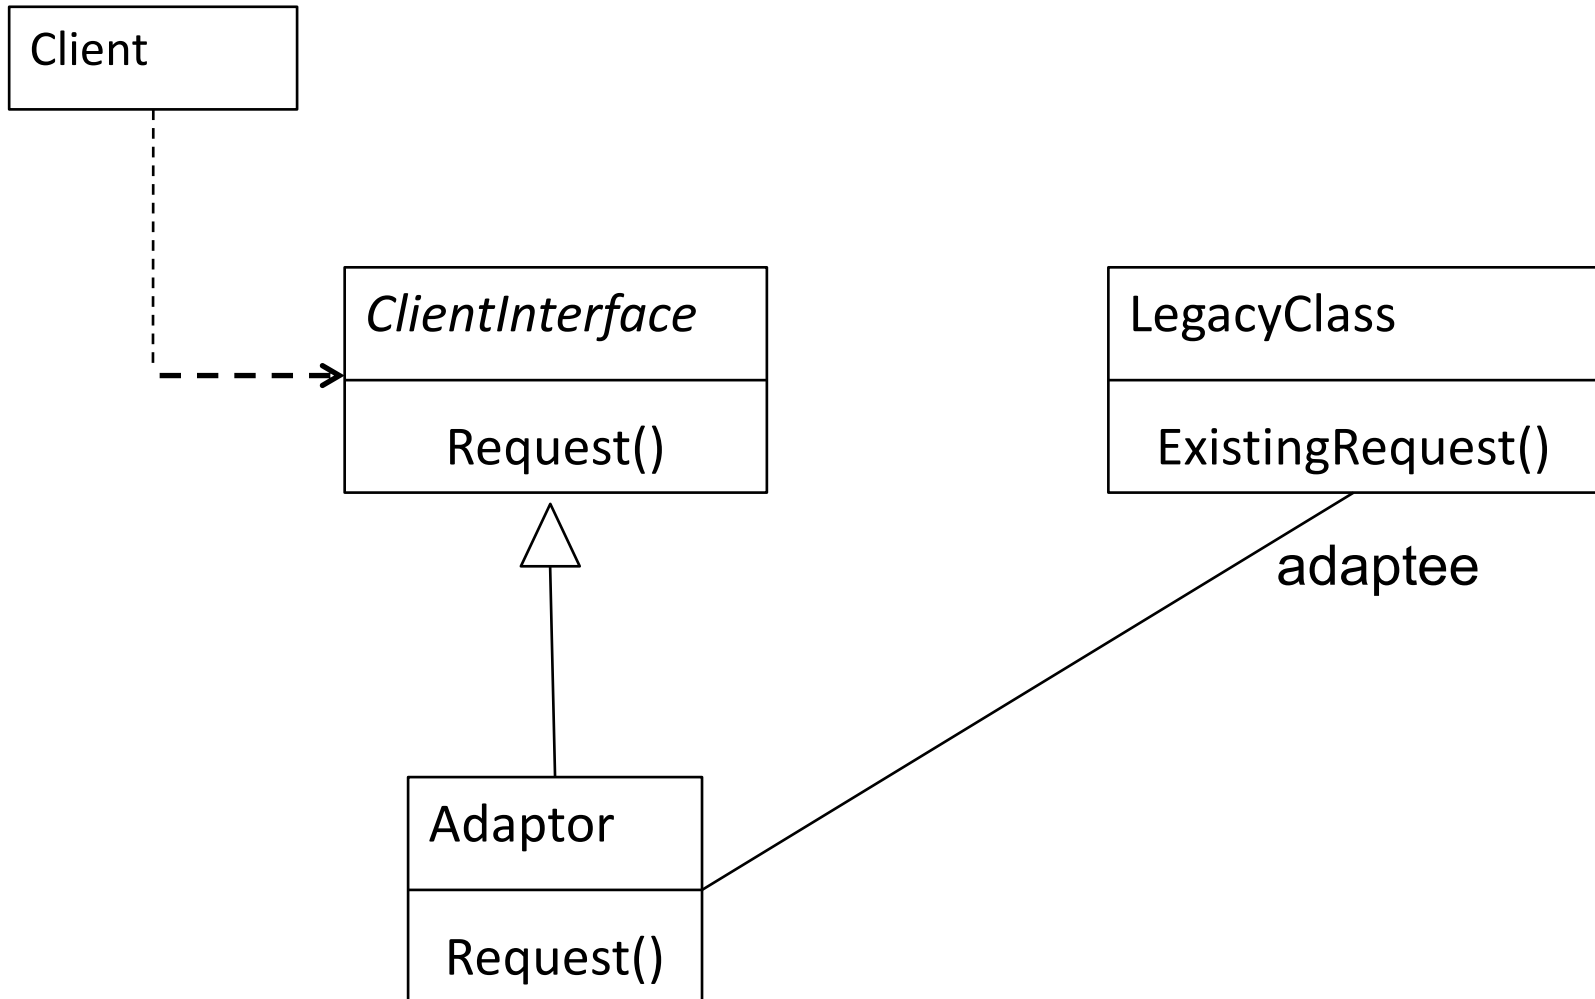 Client
ClientInterface
Request()
LegacyClass
ExistingRequest()
adaptee
Adaptor
Request()